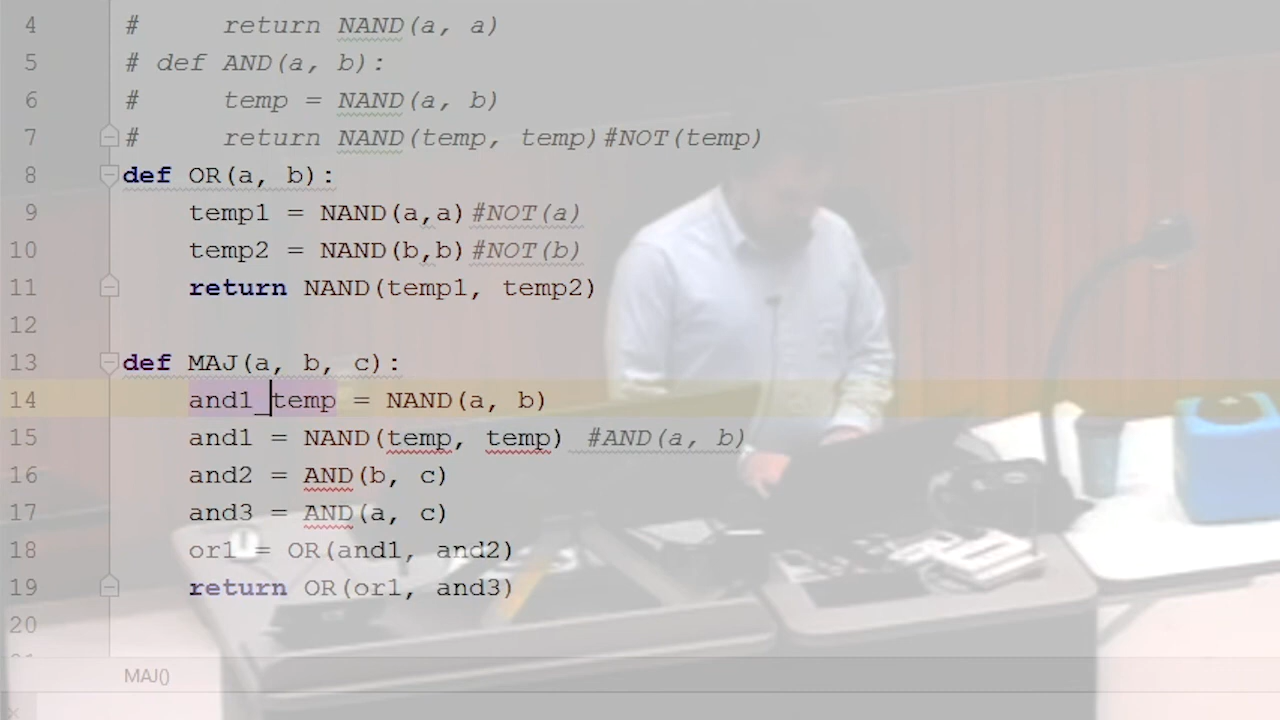 4 #     return NAND(a, a)
5 # def AND(a, b):
6 #     temp = NAND(a, b)
7 #     return NAND(temp, temp)#NOT(temp)
8 def OR(a, b):
9     temp1 = NAND(a,a)#NOT(a)
10     temp2 = NAND(b,b)#NOT(b)
11     return NAND(temp1, temp2)
12
13 def MAJ(a, b, c):
14     and1_temp = NAND(a, b)
15     and1 = NAND(temp, temp) #AND(a, b)
16     and2 = AND(b, c)
17     and3 = AND(a, c)
18     or1 = OR(and1, and2)
19     return OR(or1, and3)
20
MAJ()